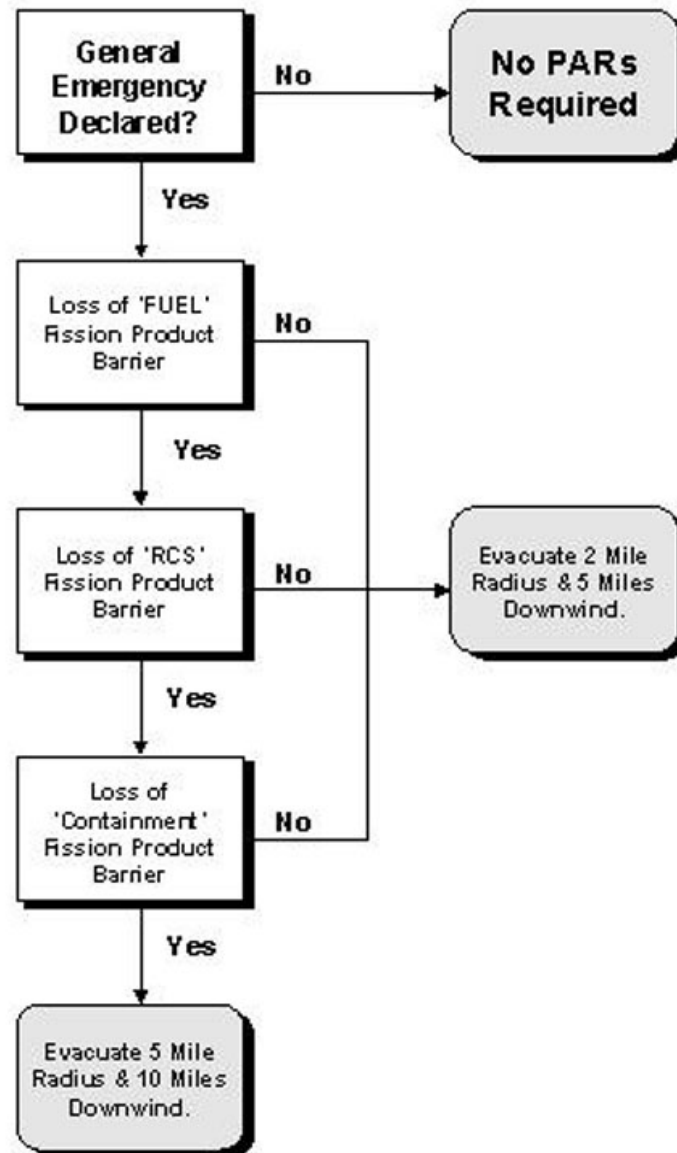 General
Emergency
Declared?
No
No PARs
Required
Yes
Loss of 'FUEL'
Fission Product
Barrier
No
Yes
Loss of 'RCS'
Fission Product
Barrier
No
Evacuate 2 Mile
Radius & 5 Miles
Downwind.
Yes
Loss of
'Containment'
Fission Product
Barrier
No
Yes
Evacuate 5 Mile
Radius & 10 Miles
Downwind.